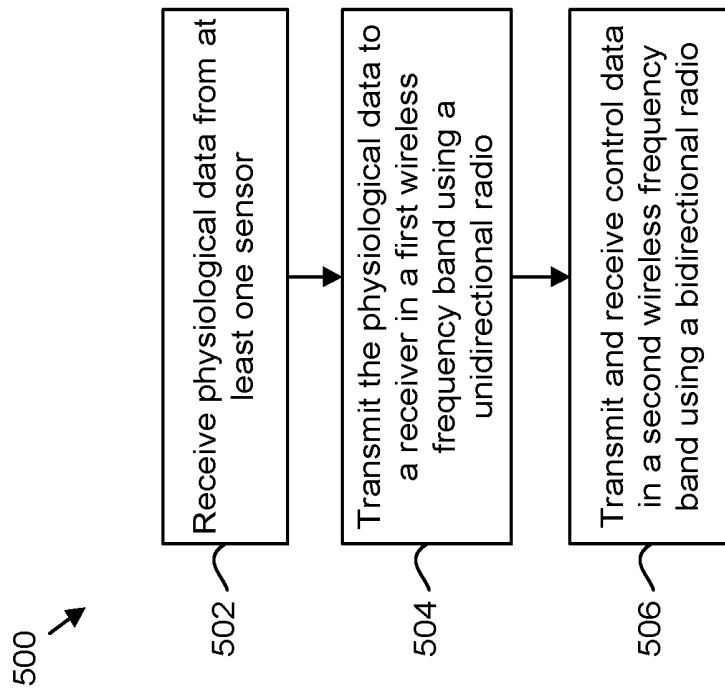 500
502
Receive physiological data from at
least one sensor
504
Transmit the physiological data to
a receiver in a first wireless
frequency band using a
unidirectional radio
506
Transmit and receive control data
in a second wireless frequency
band using a bidirectional radio